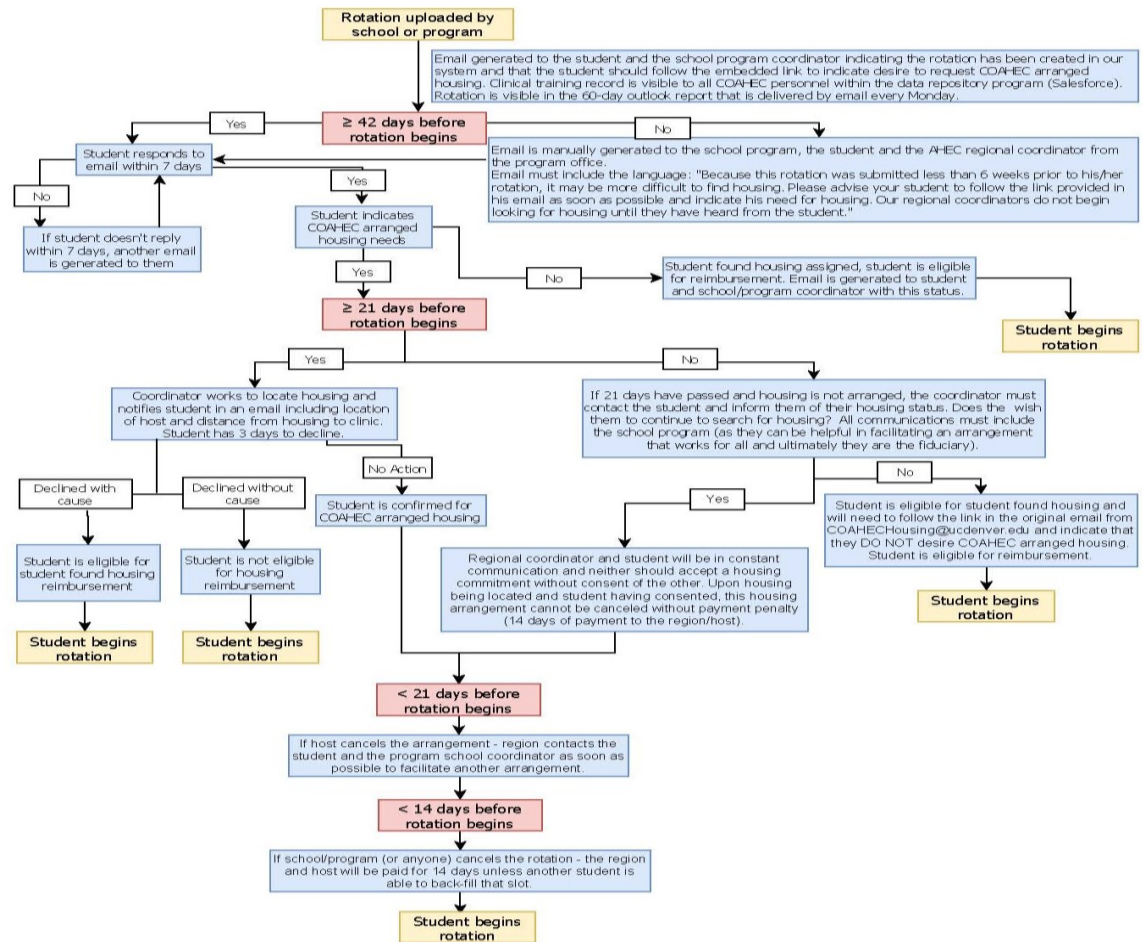 Rotation uploaded by
school or program
Email generated to the student and the school program coordinator indicating the rotation has been created in our
system and that the student should follow the embedded link to indicate desire to request COAHEC arranged
housing. Clinical training record is visible to all COAHEC personnel within the data repository program (Salesforce).
Rotation is visible in the 60-day outlook report that is delivered by email every Monday.
Yes
≥ 42 days before
rotation begins
No
Student responds to
email within 7 days
Email is manually generated to the school program, the student and the AHEC regional coordinator from
the program office.
Email must include the language: "Because this rotation was submitted less than 6 weeks prior to his/her
rotation, it may be more difficult to find housing. Please advise your student to follow the link provided in
his email as soon as possible and indicate his need for housing. Our regional coordinators do not begin
looking for housing until they have heard from the student."
No
Yes
If student doesn't reply
within 7 days, another email
is generated to them
Student indicates
COAHEC arranged
housing needs
Yes
No
Student found housing assigned, student is eligible
for reimbursement. Email is generated to student
and school/program coordinator with this status.
≥ 21 days before
rotation begins
Student begins
rotation
Yes
No
Coordinator works to locate housing and
notifies student in an email including location
of host and distance from housing to clinic.
Student has 3 days to decline.
If 21 days have passed and housing is not arranged, the coordinator must
contact the student and inform them of their housing status. Does the wish
them to continue to search for housing? All communications must include
the school program (as they can be helpful in facilitating an arrangement
that works for all and ultimately they are the fiduciary).
Declined with
cause
Declined without
cause
No Action
Yes
No
Student is confirmed for
COAHEC arranged housing
Student is eligible for student found housing and
will need to follow the link in the original email from
COAHECHousing@ucdenver.edu and indicate that
they DO NOT desire COAHEC arranged housing.
Student is eligible for reimbursement.
Student is eligible for
student found housing
reimbursement
Student is not eligible
for housing
reimbursement
Regional coordinator and student will be in constant
communication and neither should accept a housing
commitment without consent of the other. Upon housing
being located and student having consented, this housing
arrangement cannot be canceled without payment penalty
(14 days of payment to the region/host).
Student begins
rotation
Student begins
rotation
Student begins
rotation
< 21 days before
rotation begins
If host cancels the arrangement - region contacts the
student and the program school coordinator as soon as
possible to facilitate another arrangement.
< 14 days before
rotation begins
If school/program (or anyone) cancels the rotation - the region
and host will be paid for 14 days unless another student is
able to back-fill that slot.
Student begins
rotation